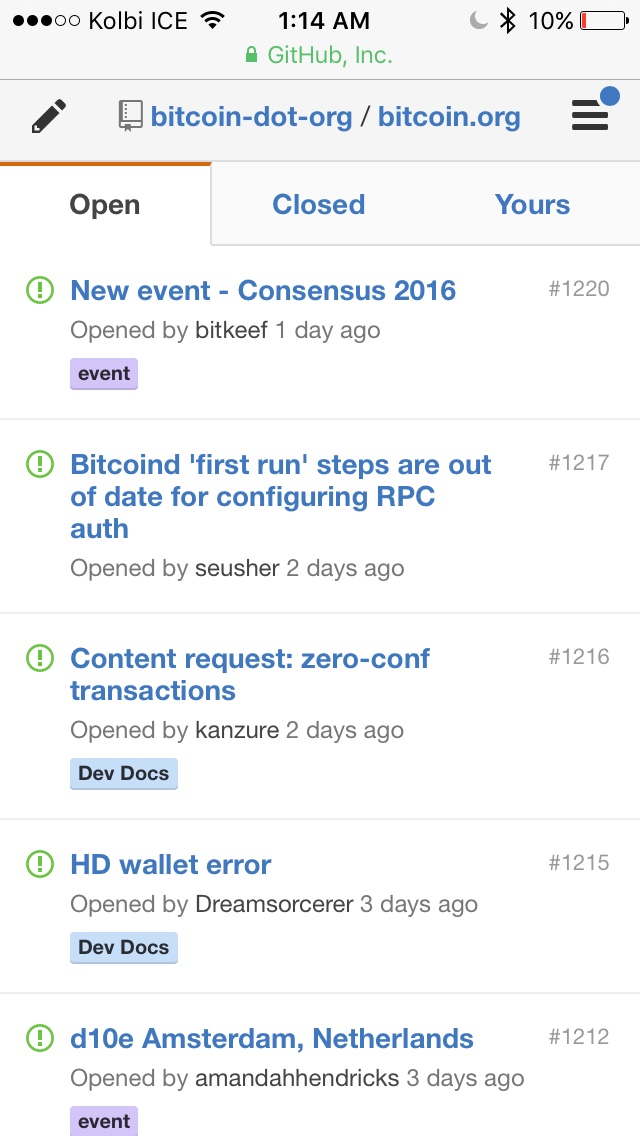 Kolbi ICE 1:14 AM 10%
GitHub, Inc.
bitcoin-dot-org / bitcoin.org
Open Closed Yours
New event - Consensus 2016 #1220
Opened by bitkeef 1 day ago
event
Bitcoind 'first run' steps are out #1217
of date for configuring RPC
auth
Opened by seusher 2 days ago
Content request: zero-conf #1216
transactions
Opened by kanzure 2 days ago
Dev Docs
HD wallet error #1215
Opened by Dreamsorcerer 3 days ago
Dev Docs
d10e Amsterdam, Netherlands #1212
Opened by amandahhendricks 3 days ago
event